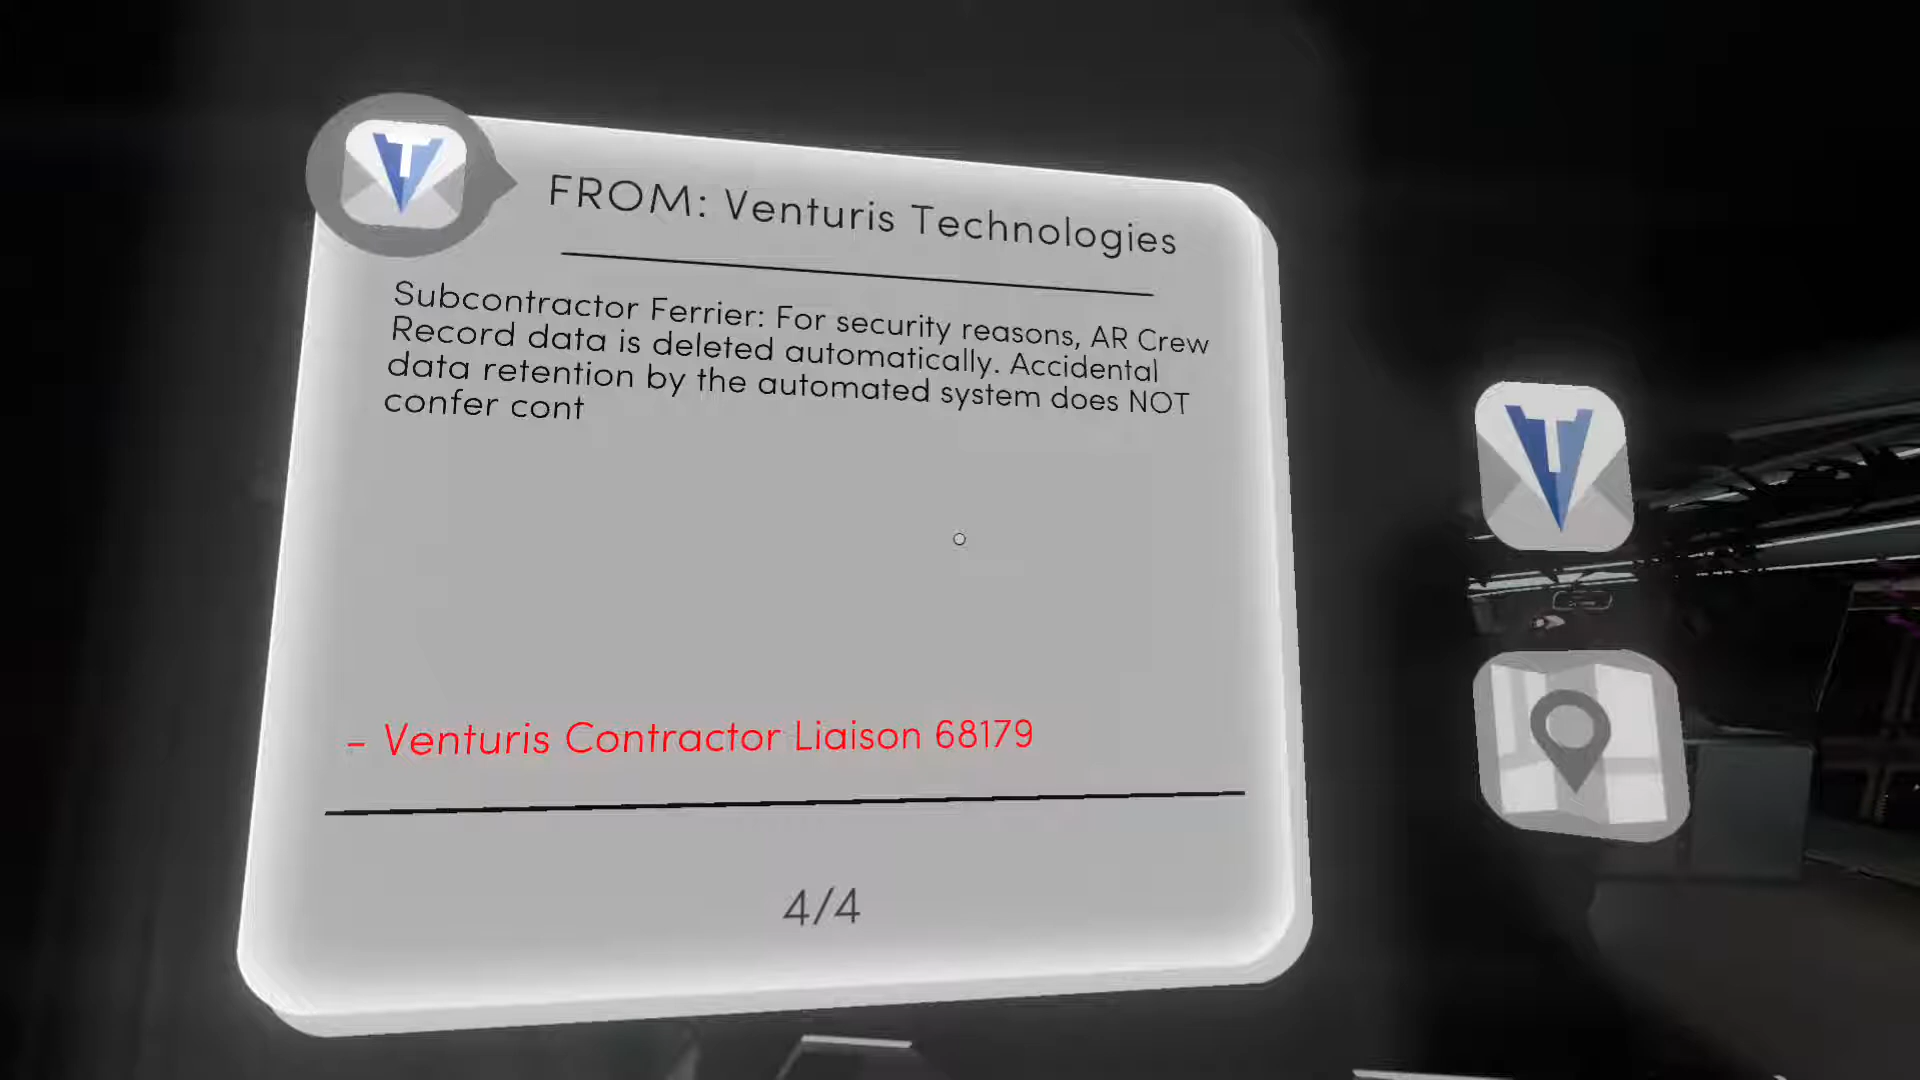 FROM: Venturis Technologies
Subcontractor Ferrier: For security reasons, AR Crew
Record data is deleted automatically. Accidental
data retention by the automated system does NOT
confer cont
– Venturis Contractor Liaison 68179
4/4